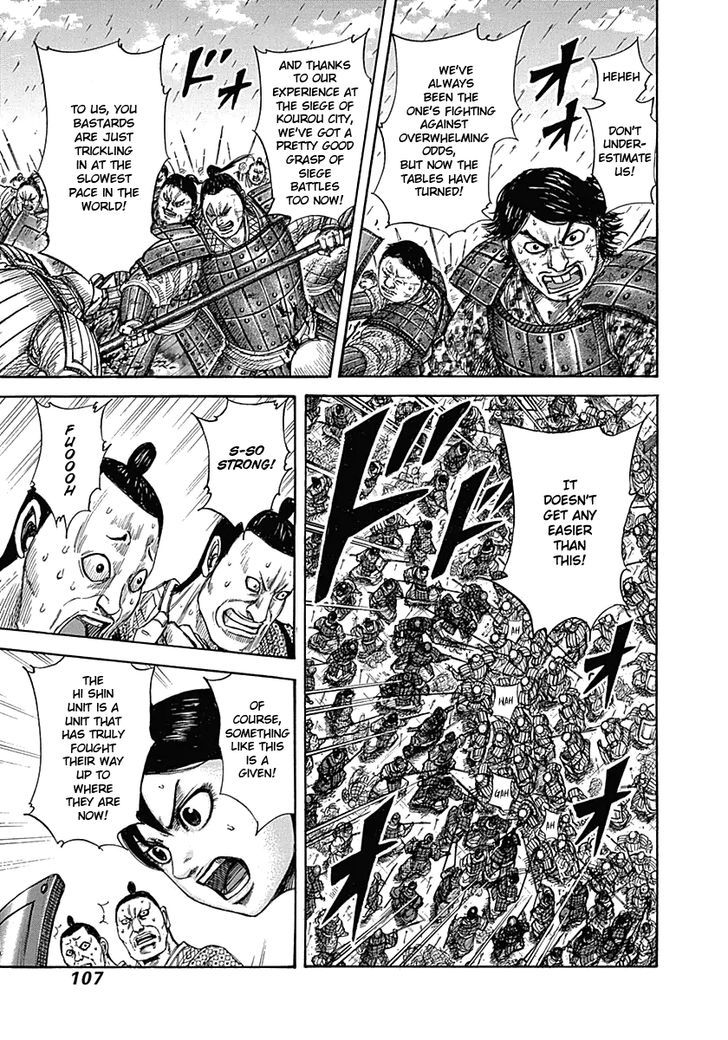 HEHEH
DON'T
UNDER-
ESTIMATE
US!
WE'VE
ALWAYS
BEEN THE
ONE'S FIGHTING
AGAINST
OVERWHELMING
ODDS,
BUT NOW THE
TABLES HAVE
TURNED!
オオ
AND THANKS
TO OUR
EXPERIENCE AT
THE SIEGE OF
KOUROU CITY,
WE'VE GOT A
PRETTY GOOD
GRASP OF
SIEGE
BATTLES
TOO NOW!
ドオ
TO US, YOU
BASTARDS
ARE JUST
TRICKLING
IN AT THE
SLOWEST
PACE IN THE
WORLD!
IT
DOESN'T
GET ANY
EASIER
THAN
THIS!
ドドオオオ
AH
WAH
GAH
AH
S-SO
STRONG!
FUOOOH
OF
COURSE,
SOMETHING
LIKE THIS
IS A
GIVEN!
THE
HI SHIN
UNIT IS A
UNIT THAT
HAS TRULY
FOUGHT
THEIR WAY
UP TO
WHERE
THEY ARE
NOW!
107